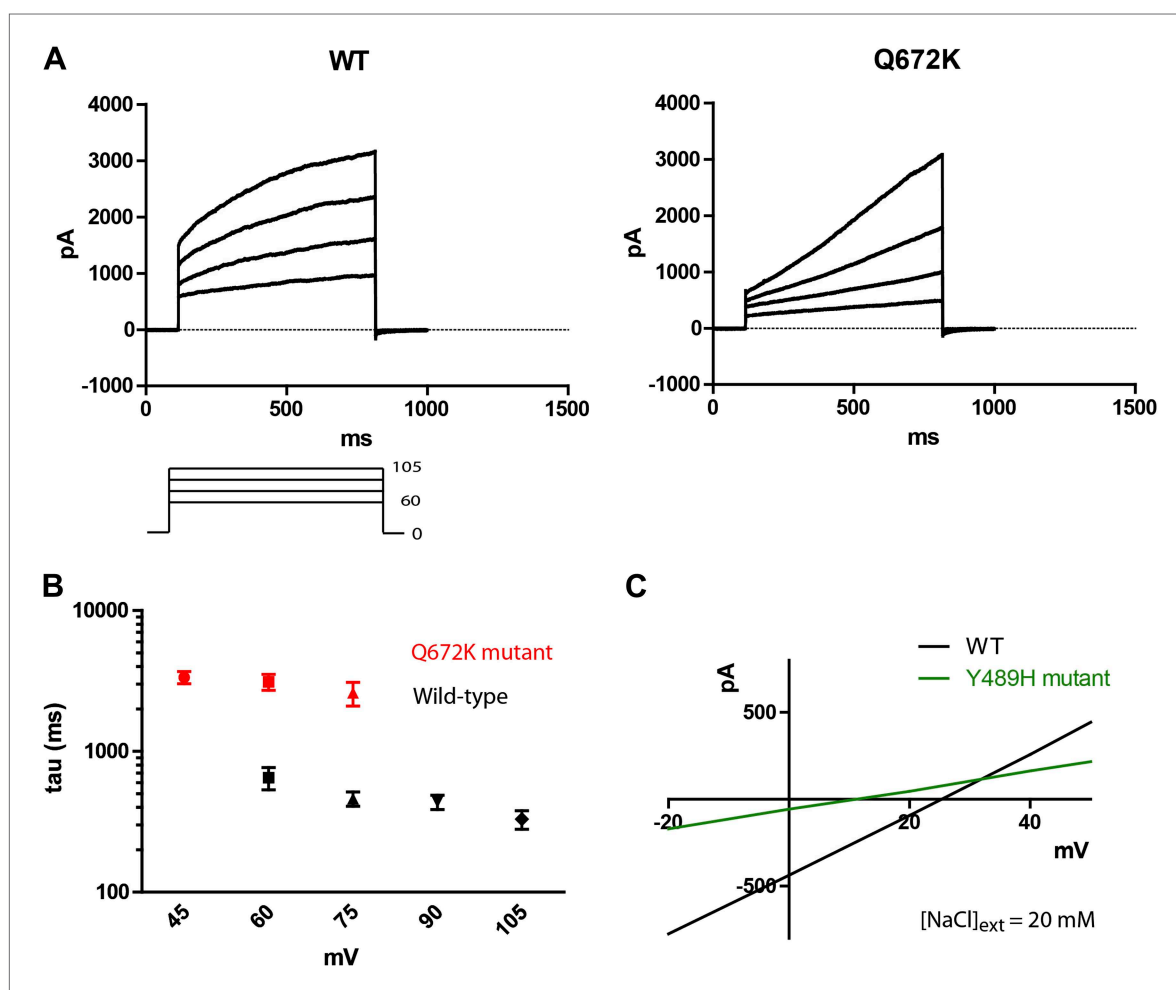 A
WT
Q672K
4000
3000
2000
1000
0
-1000
pA
0
500
1000
1500
ms
4000
3000
2000
1000
0
-1000
pA
0
500
1000
1500
ms
105
60
0
B
10000
1000
100
tau (ms)
Q672K mutant
Wild-type
45
60
75
90
105
mV
C
WT
Y489H mutant
pA
500
-20
20
40
mV
-500
[NaCl]ext = 20 mM